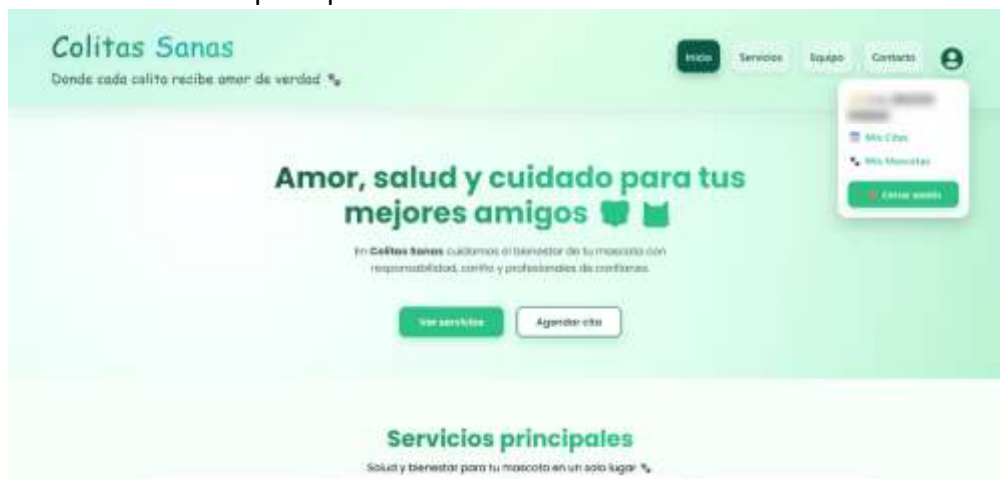 Colitas Sanas
Donde cada colita recibe amor de verdad
Inicio
Servicios
Equipo
Contacto
Mis Citas
Mis Mascotas
Cerrar sesión
Amor, salud y cuidado para tus
mejores amigos
En Colitas Sanas cuidamos el bienestar de tu mascota con
responsabilidad, cariño y profesionales de confianza.
Ver servicios
Agendar cita
Servicios principales
Salud y bienestar para tu mascota en un solo lugar